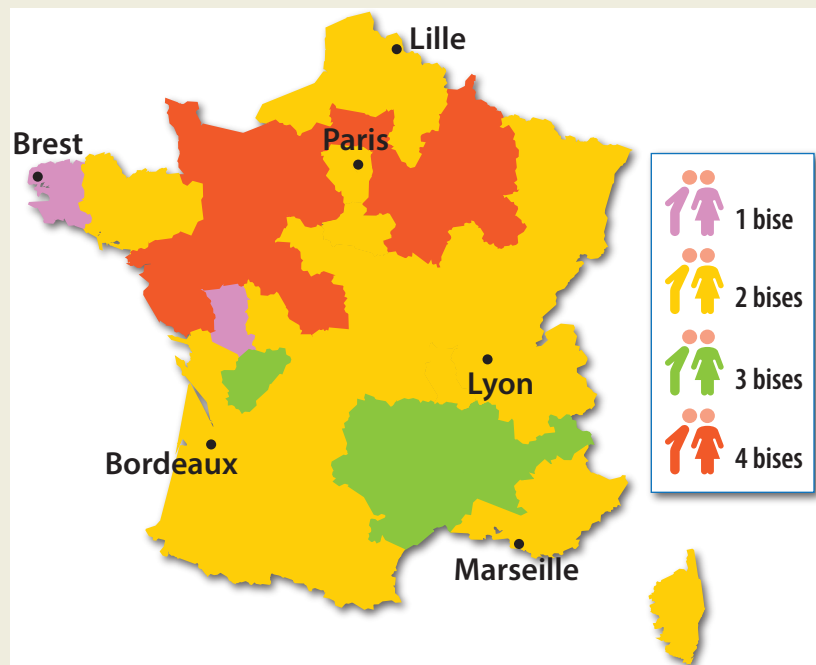 Lille
Paris
Brest
Lyon
Bordeaux
Marseille
1 bise
2 bises
3 bises
4 bises